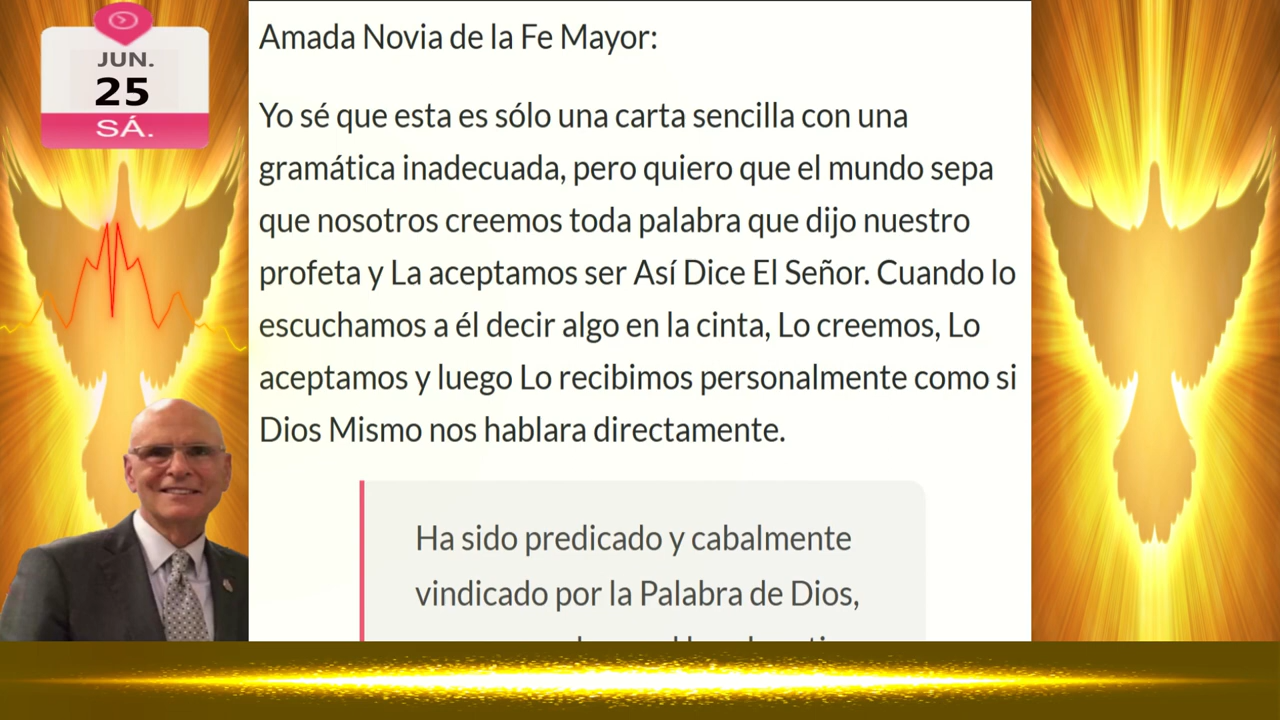 JUN.
25
SÁ.
Amada Novia de la Fe Mayor:
Yo sé que esta es sólo una carta sencilla con una
gramática inadecuada, pero quiero que el mundo sepa
que nosotros creemos toda palabra que dijo nuestro
profeta y La aceptamos ser Así Dice El Señor. Cuando lo
escuchamos a él decir algo en la cinta, Lo creemos, Lo
aceptamos y luego Lo recibimos personalmente como si
Dios Mismo nos hablara directamente.
Ha sido predicado y cabalmente
vindicado por la Palabra de Dios,